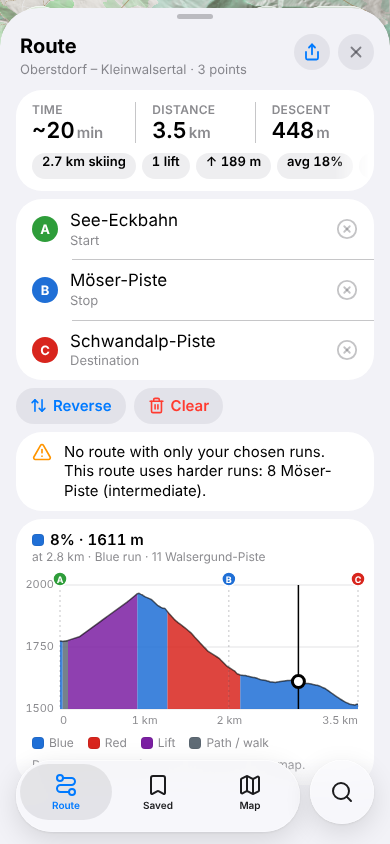 Route
Oberstdorf – Kleinwalsertal · 3 points
TIME DISTANCE DESCENT
~20 min 3.5 km 448 m
2.7 km skiing 1 lift ↑ 189 m avg 18%
A See-Eckbahn
Start
B Möser-Piste
Stop
C Schwandalp-Piste
Destination
Reverse Clear
No route with only your chosen runs.
This route uses harder runs: 8 Möser-
Piste (intermediate).
8% · 1611 m
at 2.8 km · Blue run · 11 Walsergund-Piste
2000 A B C
1750
1500
0 1 km 2 km 3.5 km
Blue Red Lift Path / walk
map.
Route Saved Map